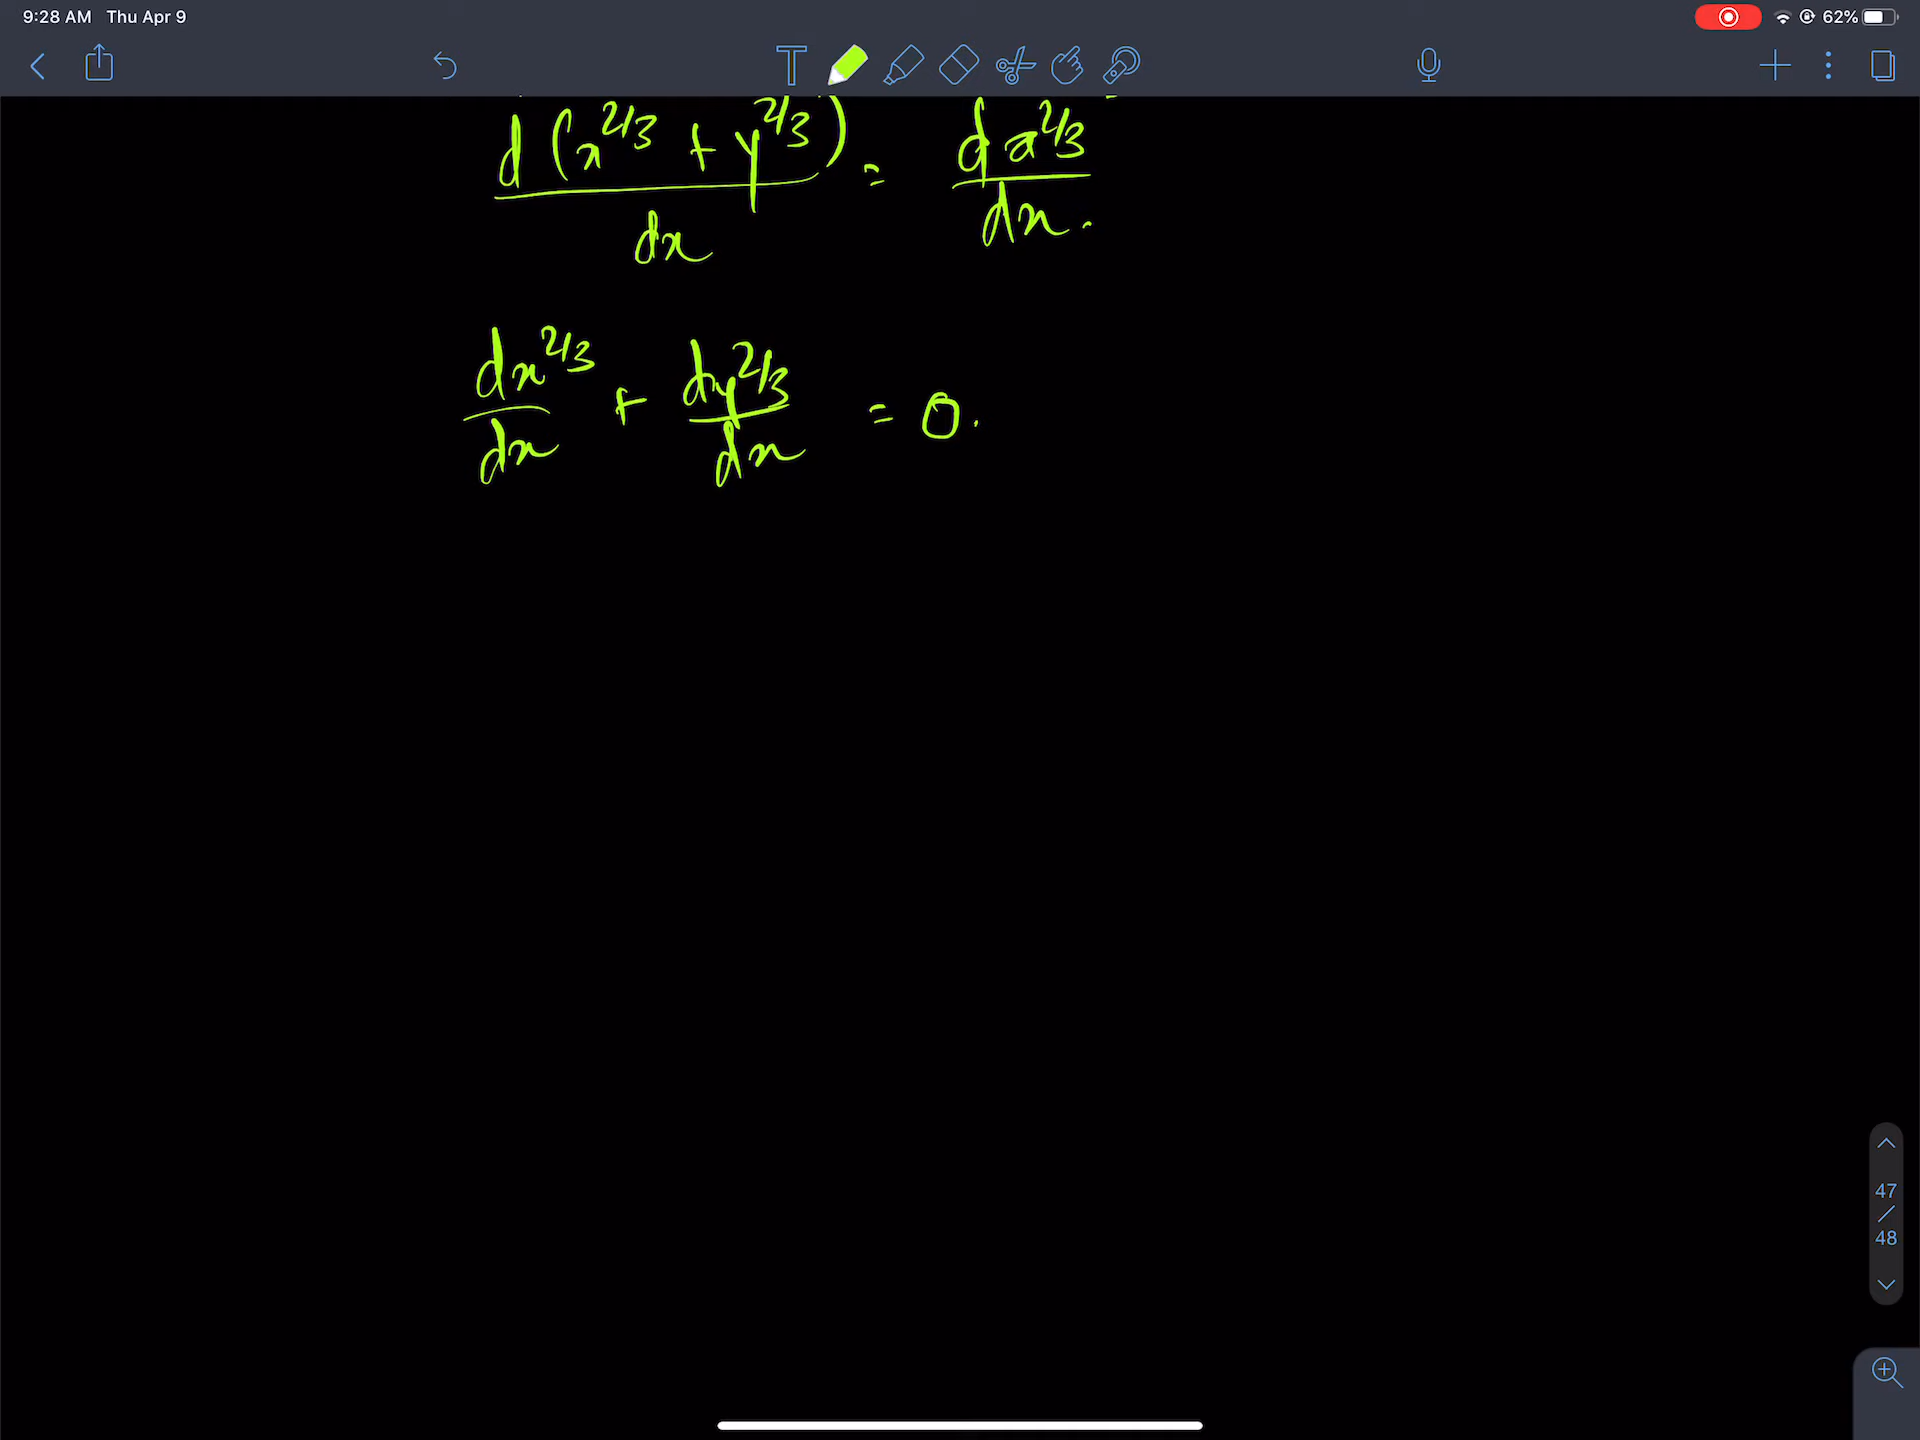 9:28 AM Thu Apr 9
62%
T
d (x^2/3 + y^2/3) / dx = d a^2/3 / dx.
dx^2/3 / dx + dy^2/3 / dx = 0.
47
/
48